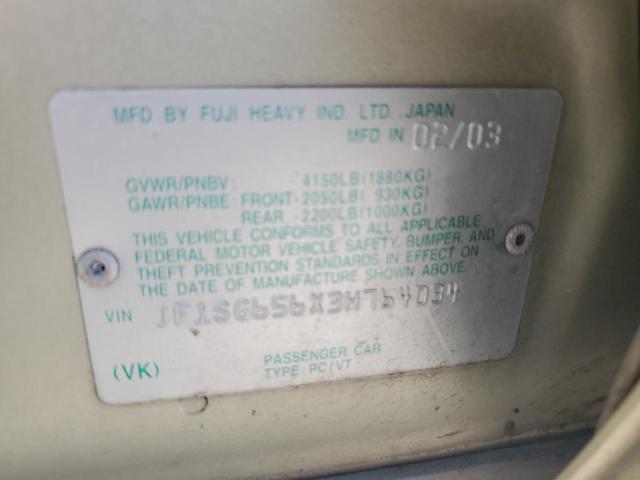 MFD BY FUJI HEAVY IND. LTD. JAPAN
MFD IN 02/03
GVWR/PNBV : 4150LB(1880KG)
GAWR/PNBE : FRONT-2050LB( 930KG)
REAR -2200LB(1000KG)
THIS VEHICLE CONFORMS TO ALL APPLICABLE
FEDERAL MOTOR VEHICLE SAFETY, BUMPER, AND
THEFT PREVENTION STANDARDS IN EFFECT ON
THE DATE OF MANUFACTURE SHOWN ABOVE.
VIN JF1SG656X3H764034
(VK) PASSENGER CAR
TYPE : PC/VT